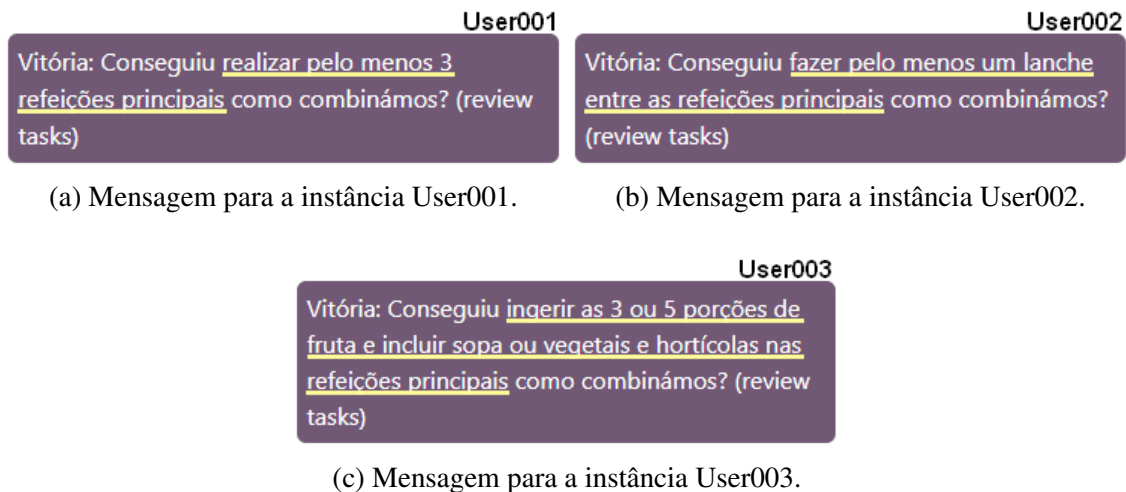 User001
Vitória: Conseguiu realizar pelo menos 3
refeições principais como combinámos? (review
tasks)
(a) Mensagem para a instância User001.
User002
Vitória: Conseguiu fazer pelo menos um lanche
entre as refeições principais como combinámos?
(review tasks)
(b) Mensagem para a instância User002.
User003
Vitória: Conseguiu ingerir as 3 ou 5 porções de
fruta e incluir sopa ou vegetais e hortícolas nas
refeições principais como combinámos? (review
tasks)
(c) Mensagem para a instância User003.